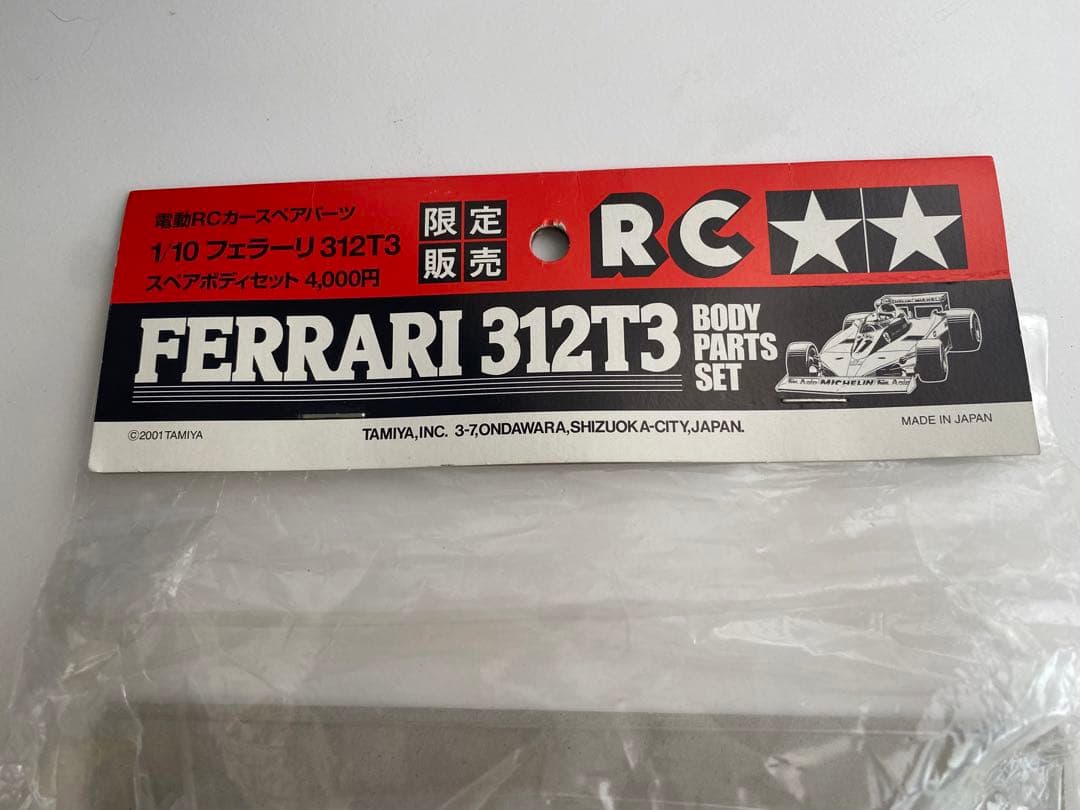 電動RCカースペアパーツ
1/10 フェラーリ 312T3
スペアボディセット 4,000円
限定
販売
RC
FERRARI 312T3
BODY
PARTS
SET
MICHELIN
©2001 TAMIYA
TAMIYA,INC. 3-7,ONDAWARA,SHIZUOKA-CITY,JAPAN.
MADE IN JAPAN